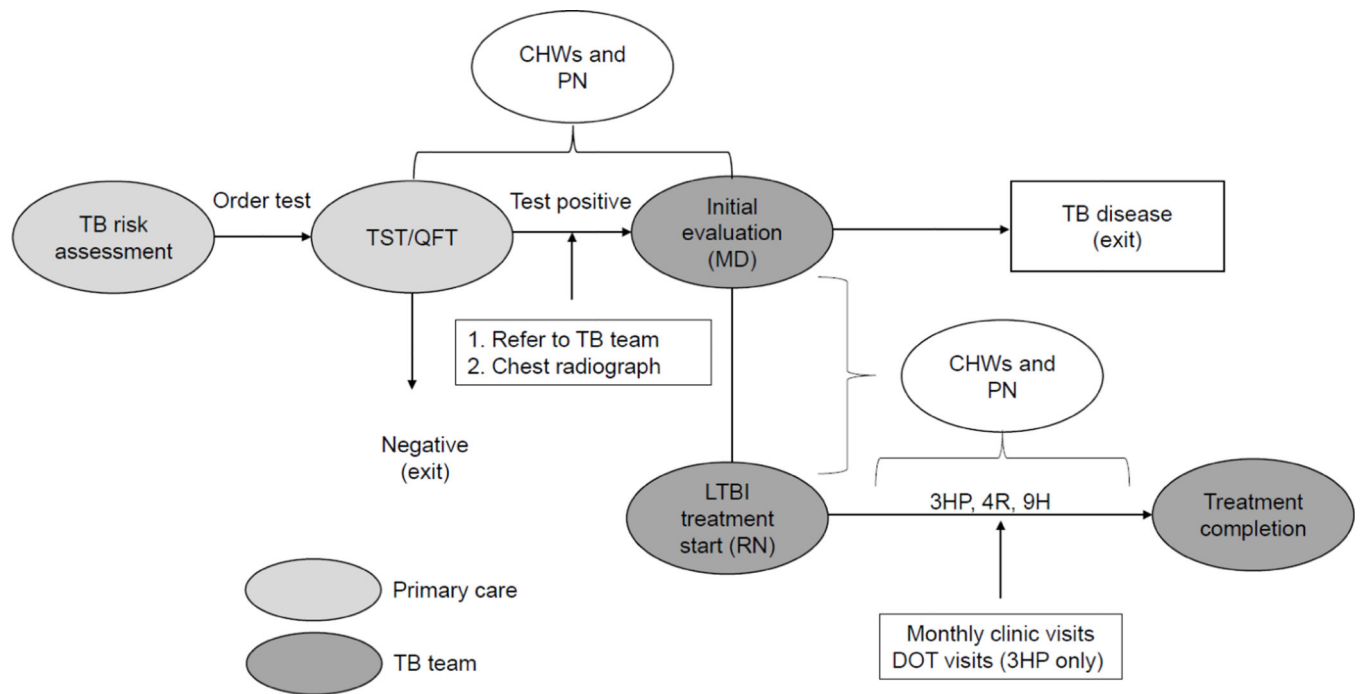 CHWs and
PN
TB risk
assessment
Order test
TST/QFT
Test positive
Initial
evaluation
(MD)
TB disease
(exit)
1. Refer to TB team
2. Chest radiograph
Negative
(exit)
CHWs and
PN
LTBI
treatment
start (RN)
3HP, 4R, 9H
Treatment
completion
Monthly clinic visits
DOT visits (3HP only)
Primary care
TB team